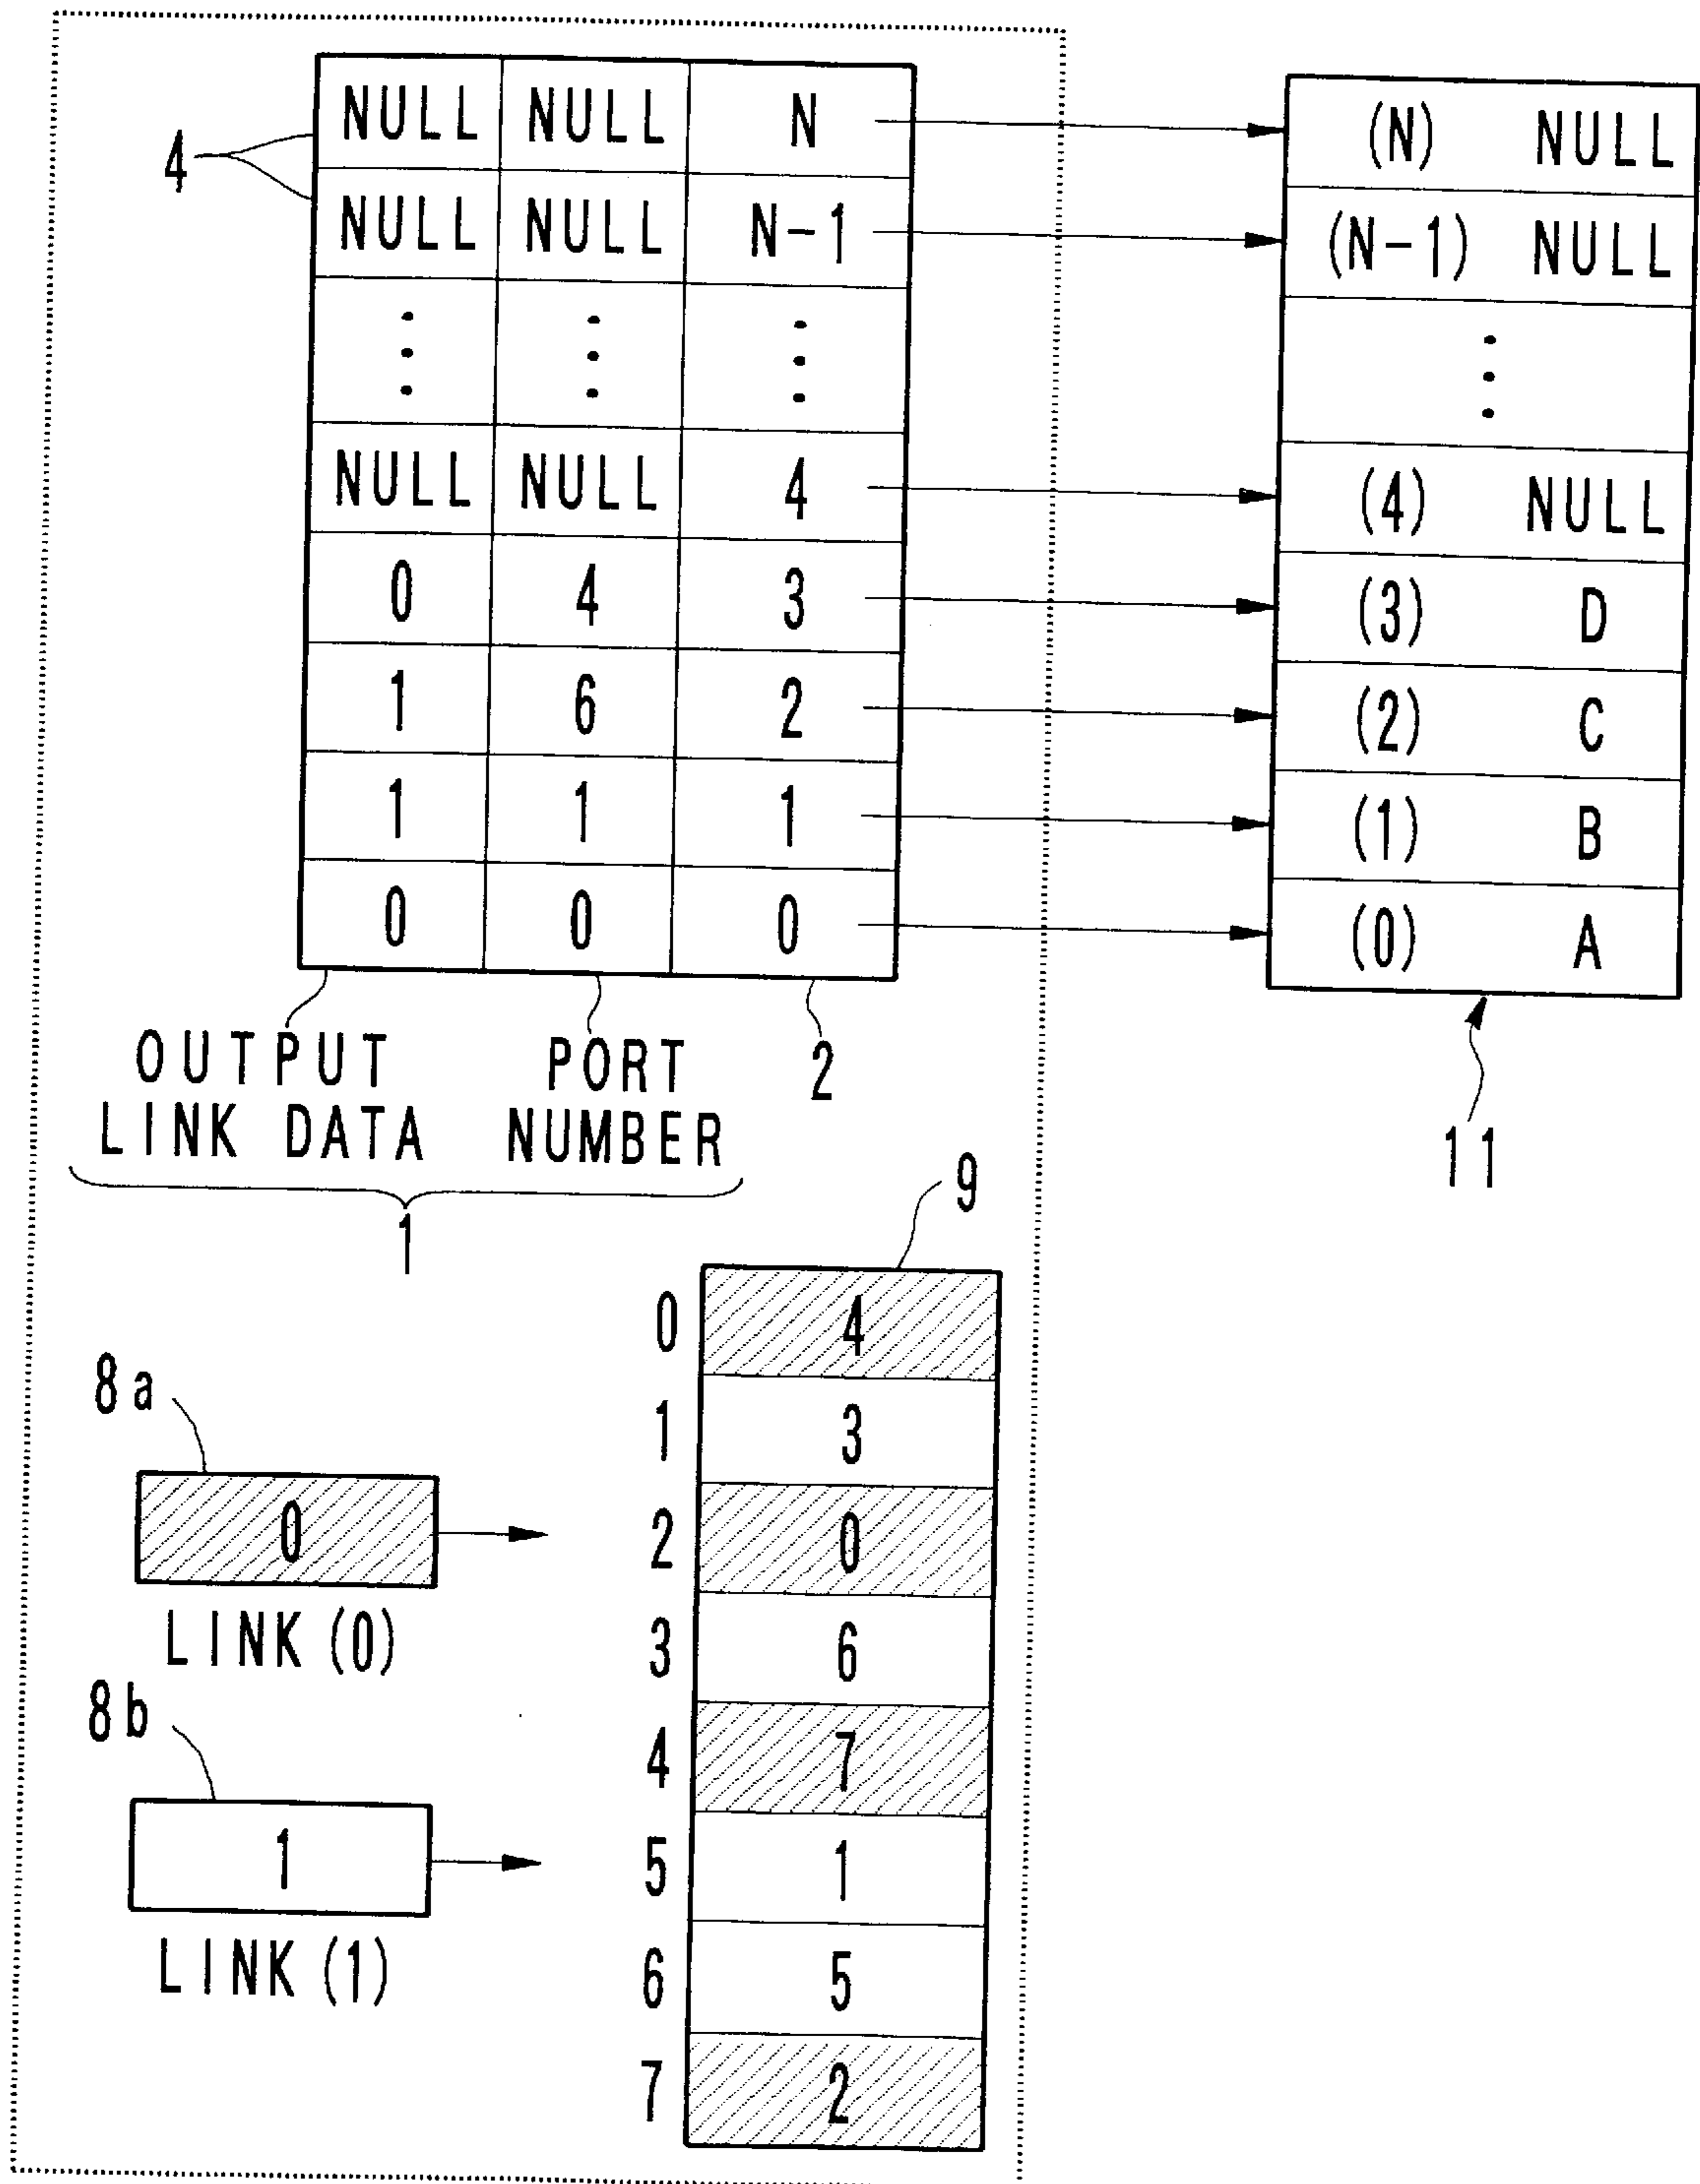 NULL NULL N (N) NULL
4
NULL NULL N-1 (N-1) NULL
NULL NULL 4 (4) NULL
0 4 3 (3) D
1 6 2 (2) C
1 1 1 (1) B
0 0 0 (0) A
OUTPUT LINK DATA
PORT NUMBER
2
11
1
9
0 4
1 3
2 0
3 6
4 7
5 1
6 5
7 2
8a
0
LINK(0)
8b
1
LINK(1)